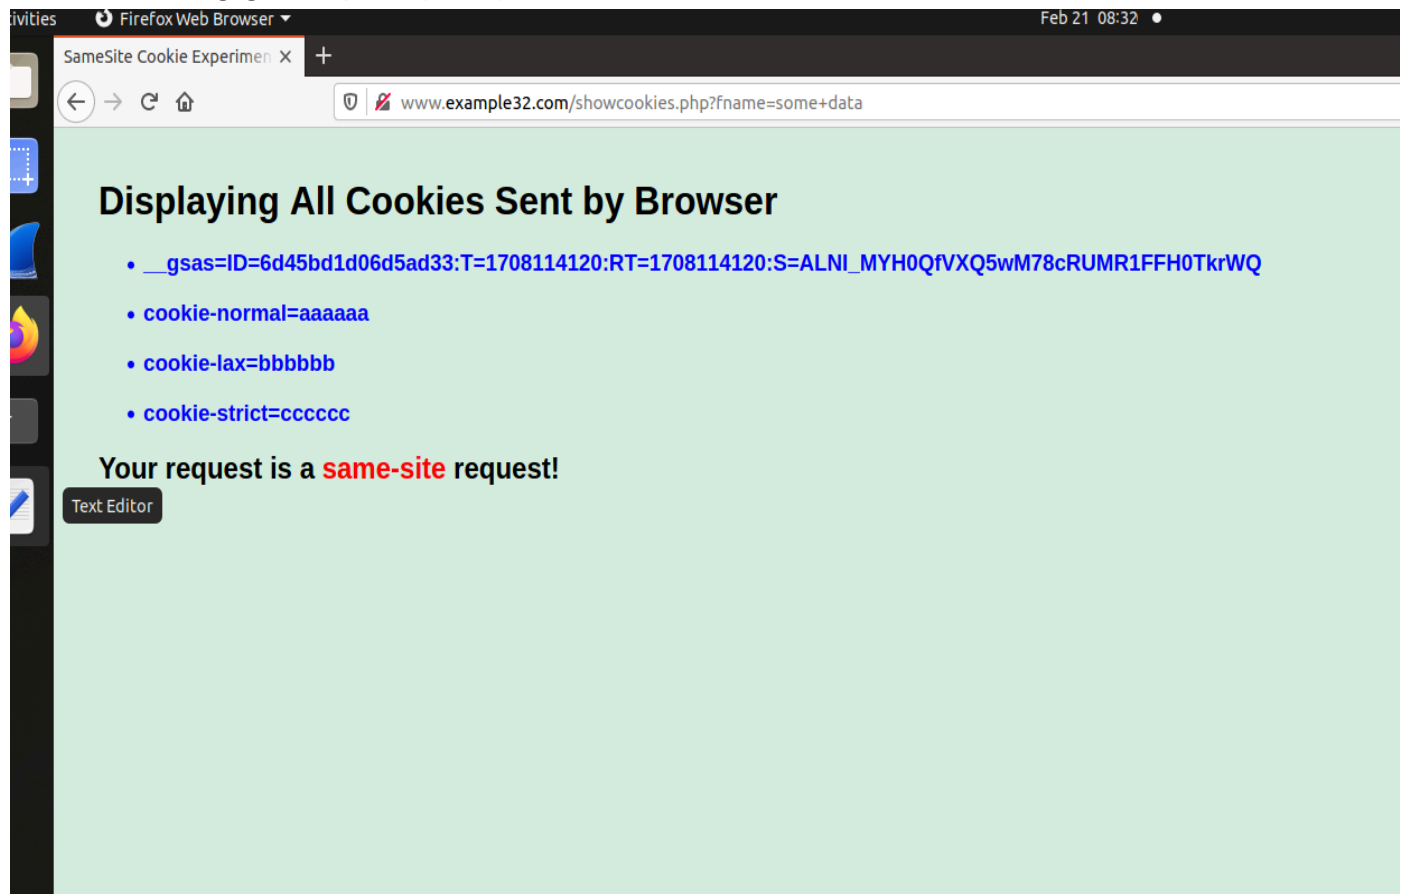 ivities Firefox Web Browser Feb 21 08:32
SameSite Cookie Experimen
www.example32.com/showcookies.php?fname=some+data
Displaying All Cookies Sent by Browser
• __gsas=ID=6d45bd1d06d5ad33:T=1708114120:RT=1708114120:S=ALNI_MYH0QfVXQ5wM78cRUMR1FFH0TkrWQ
• cookie-normal=aaaaaa
• cookie-lax=bbbbbb
• cookie-strict=cccccc
Your request is a same-site request!
Text Editor